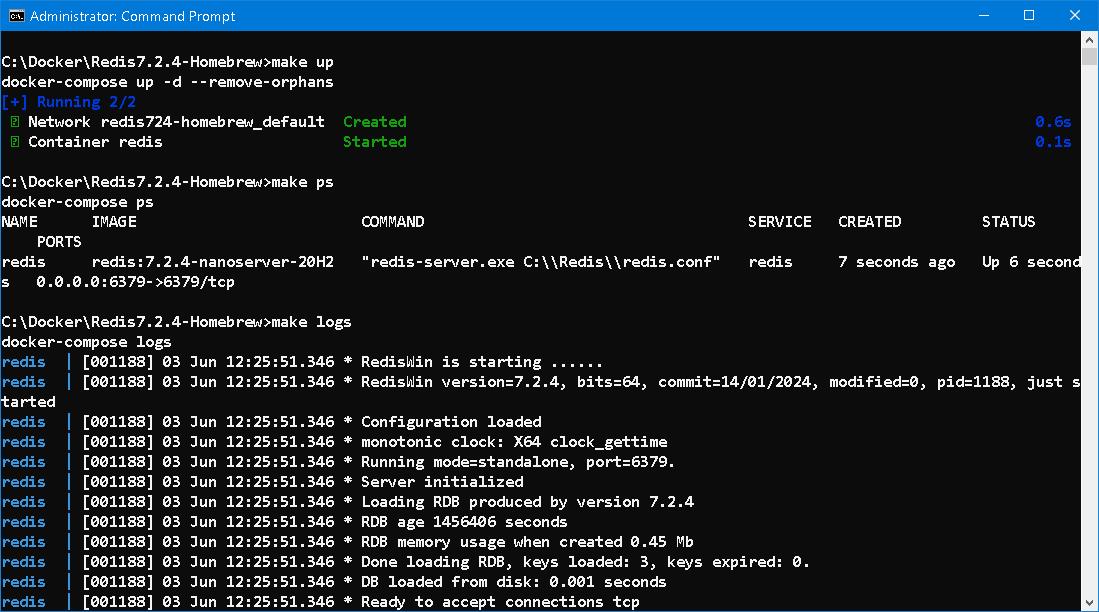 Administrator: Command Prompt
C:\Docker\Redis7.2.4-Homebrew>make up
docker-compose up -d --remove-orphans
[+] Running 2/2
Network redis724-homebrew_default Created 0.6s
Container redis Started 0.1s
C:\Docker\Redis7.2.4-Homebrew>make ps
docker-compose ps
NAME IMAGE COMMAND SERVICE CREATED STATUS
PORTS
redis redis:7.2.4-nanoserver-20H2 "redis-server.exe C:\\Redis\\redis.conf" redis 7 seconds ago Up 6 second
s 0.0.0.0:6379->6379/tcp
C:\Docker\Redis7.2.4-Homebrew>make logs
docker-compose logs
redis | [001188] 03 Jun 12:25:51.346 * RedisWin is starting ......
redis | [001188] 03 Jun 12:25:51.346 * RedisWin version=7.2.4, bits=64, commit=14/01/2024, modified=0, pid=1188, just s
tarted
redis | [001188] 03 Jun 12:25:51.346 * Configuration loaded
redis | [001188] 03 Jun 12:25:51.346 * monotonic clock: X64 clock_gettime
redis | [001188] 03 Jun 12:25:51.346 * Running mode=standalone, port=6379.
redis | [001188] 03 Jun 12:25:51.346 * Server initialized
redis | [001188] 03 Jun 12:25:51.346 * Loading RDB produced by version 7.2.4
redis | [001188] 03 Jun 12:25:51.346 * RDB age 1456406 seconds
redis | [001188] 03 Jun 12:25:51.346 * RDB memory usage when created 0.45 Mb
redis | [001188] 03 Jun 12:25:51.346 * Done loading RDB, keys loaded: 3, keys expired: 0.
redis | [001188] 03 Jun 12:25:51.346 * DB loaded from disk: 0.001 seconds
redis | [001188] 03 Jun 12:25:51.346 * Ready to accept connections tcp